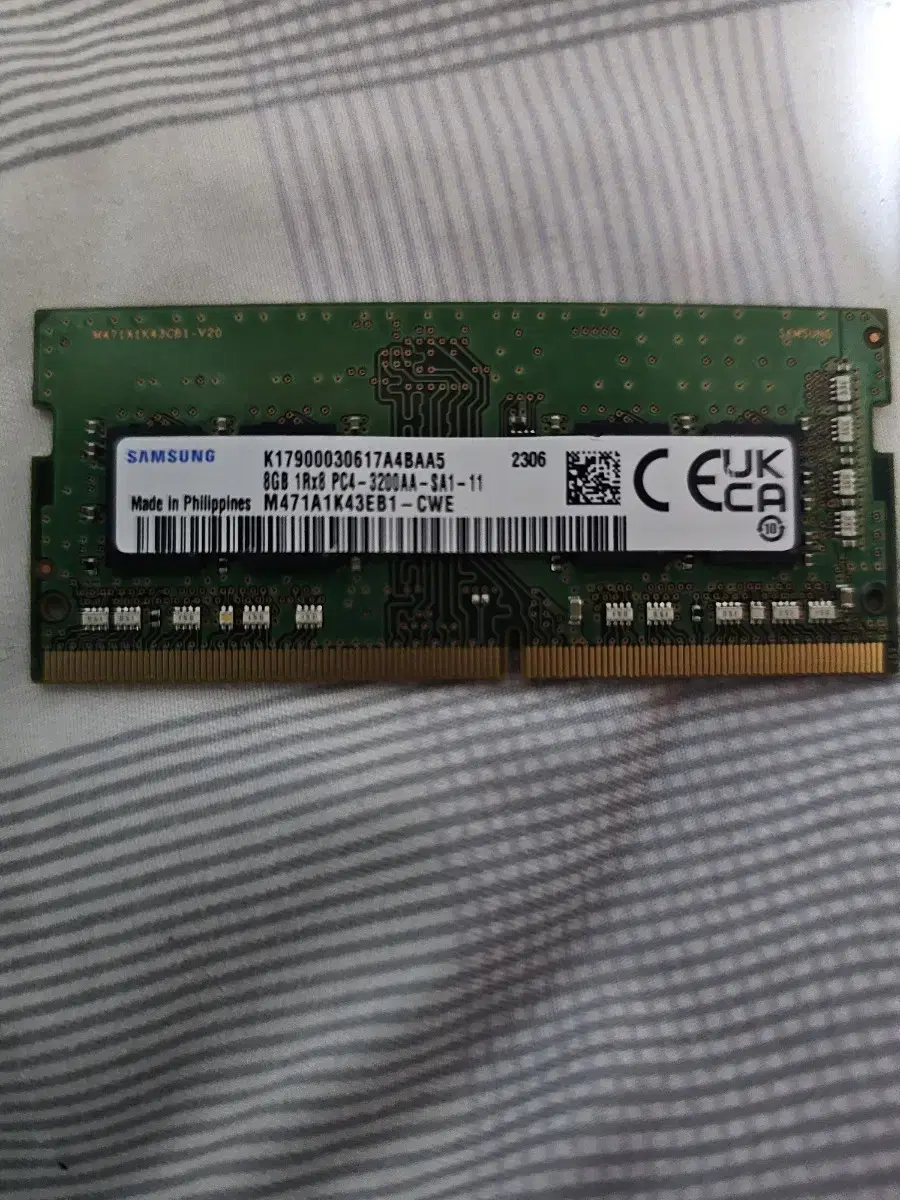 M471A1K43CB1-V20
SAMSUNG
SAMSUNG
K17900030617A4BAA5
2306
8GB 1Rx8 PC4-3200AA-SA1-11
Made in Philippines
M471A1K43EB1-CWE
CE
UK
CA
10